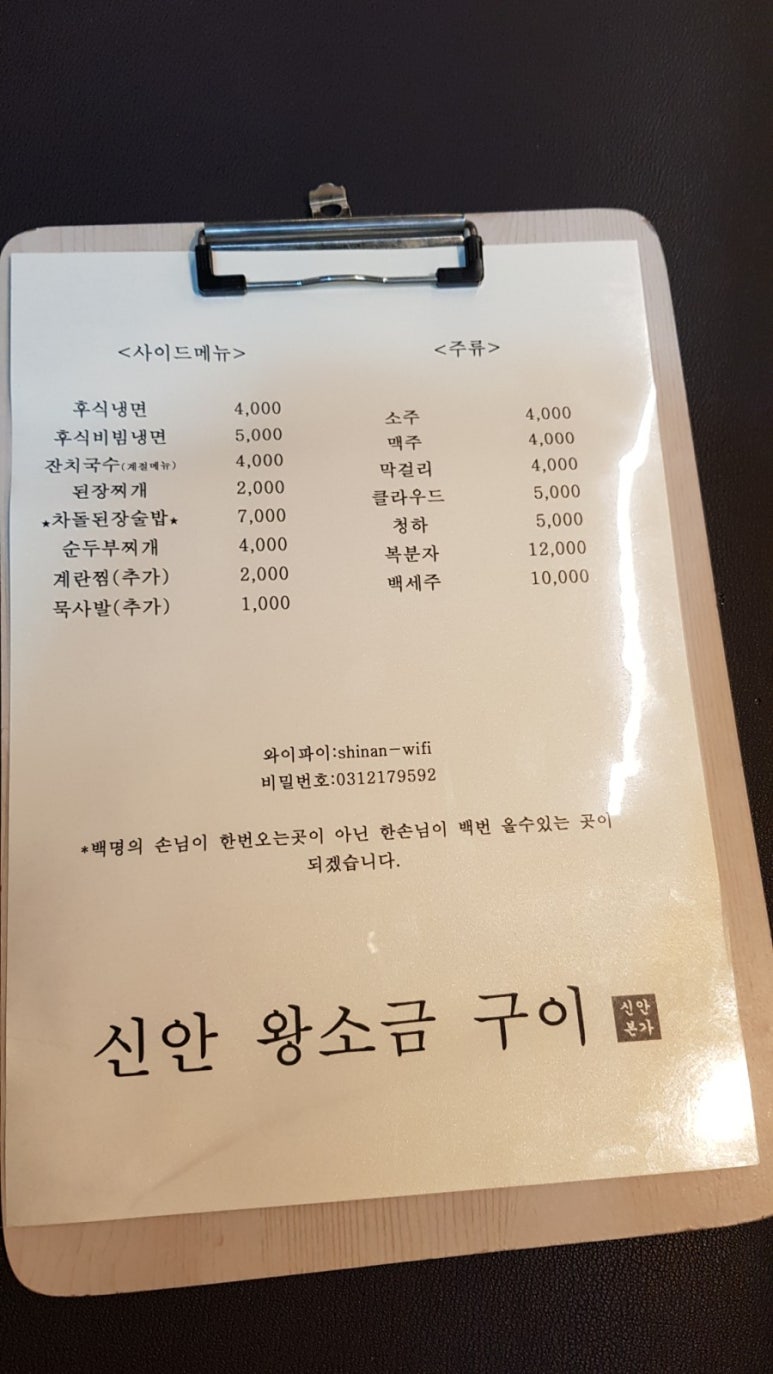 <사이드메뉴>
후식냉면 4,000
후식비빔냉면 5,000
잔치국수(계절메뉴) 4,000
된장찌개 2,000
★차돌된장술밥★ 7,000
순두부찌개 4,000
계란찜(추가) 2,000
묵사발(추가) 1,000
<주류>
소주 4,000
맥주 4,000
막걸리 4,000
클라우드 5,000
청하 5,000
복분자 12,000
백세주 10,000
와이파이:shinan-wifi
비밀번호:0312179592
*백명의 손님이 한번오는곳이 아닌 한손님이 백번 올수있는 곳이
되겠습니다.
신안 왕소금 구이
신안
본가